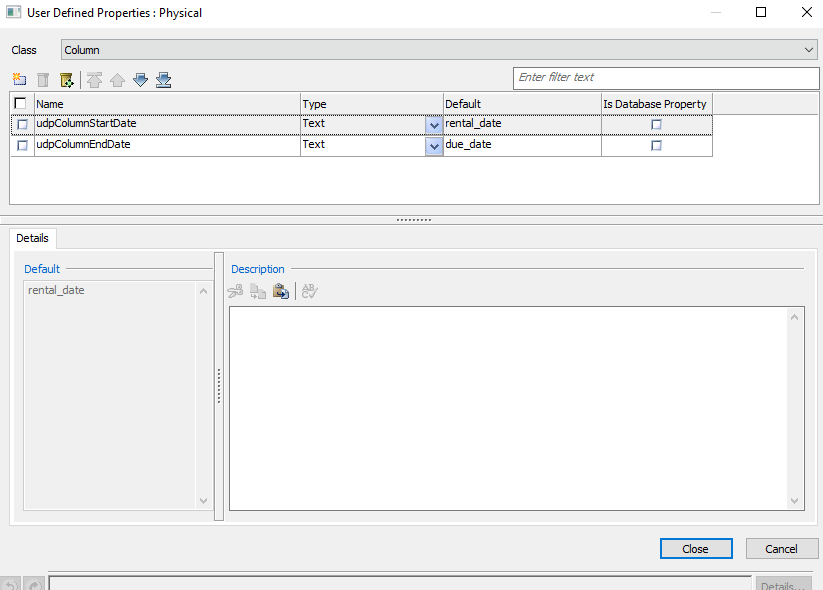 User Defined Properties : Physical
Class Column
Enter filter text
Name Type Default Is Database Property
udpColumnStartDate Text rental_date
udpColumnEndDate Text due_date
Details
Default Description
rental_date
Close Cancel
Details...